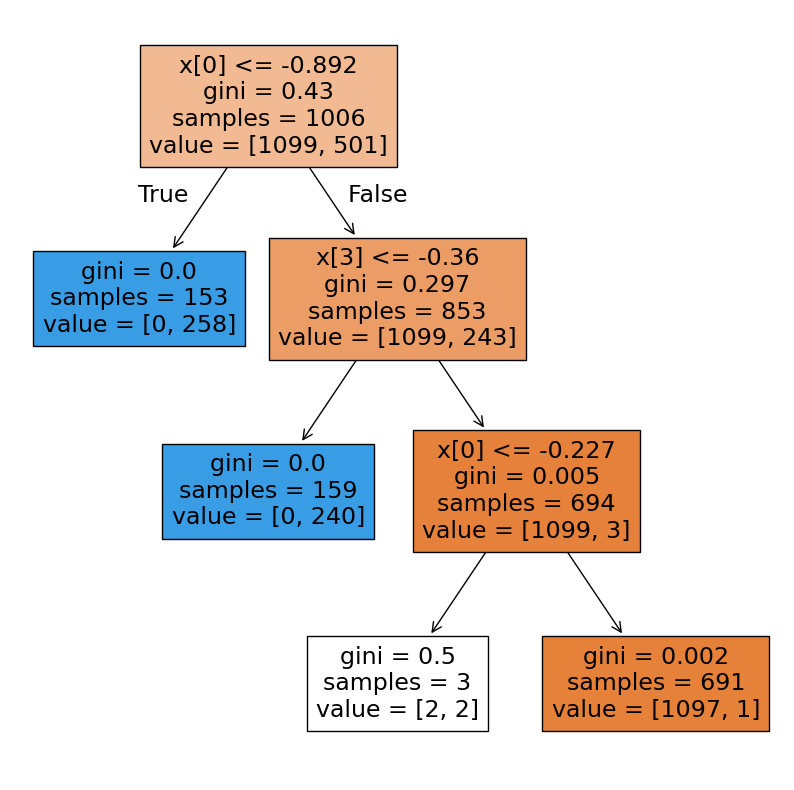 x[0] <= -0.892
gini = 0.43
samples = 1006
value = [1099, 501]
True
False
gini = 0.0
samples = 153
value = [0, 258]
x[3] <= -0.36
gini = 0.297
samples = 853
value = [1099, 243]
gini = 0.0
samples = 159
value = [0, 240]
x[0] <= -0.227
gini = 0.005
samples = 694
value = [1099, 3]
gini = 0.5
samples = 3
value = [2, 2]
gini = 0.002
samples = 691
value = [1097, 1]